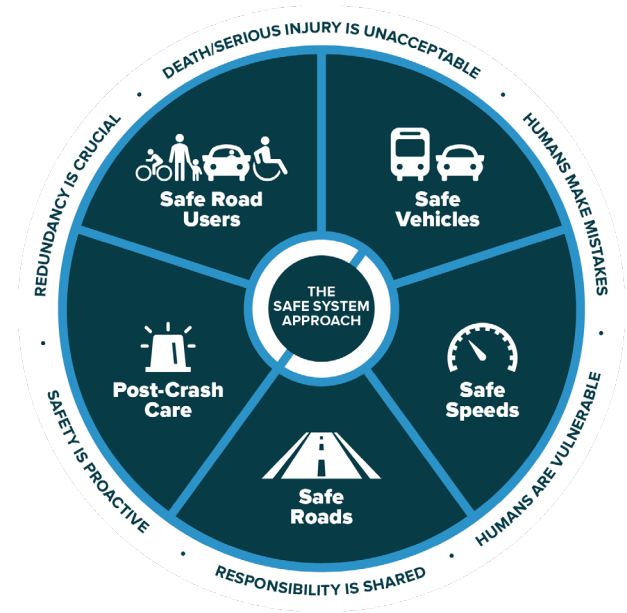 DEATH/SERIOUS INJURY IS UNACCEPTABLE
HUMANS MAKE MISTAKES
HUMANS ARE VULNERABLE
RESPONSIBILITY IS SHARED
SAFETY IS PROACTIVE
REDUNDANCY IS CRUCIAL
Safe Road
Users
Safe
Vehicles
Safe
Speeds
Safe
Roads
Post-Crash
Care
THE
SAFE SYSTEM
APPROACH